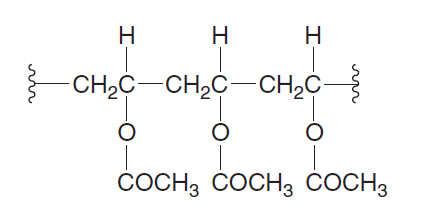 H H H
CH₂C—CH₂C—CH₂C
O O O
COCH₃ COCH₃ COCH₃